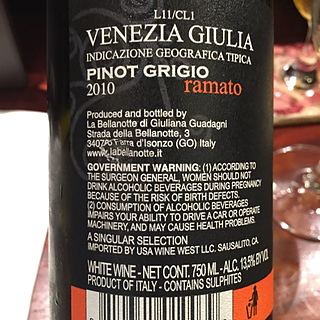 L11/CL1
VENEZIA GIULIA
INDICAZIONE GEOGRAFICA TIPICA
PINOT GRIGIO
2010 ramato
Produced and bottled by
La Bellanotte di Giuliana Guadagni
Strada della Bellanotte, 3
34070 Farra d'Isonzo (GO) Italy
www.labellanotte.it
GOVERNMENT WARNING: (1) ACCORDING
TO THE SURGEON GENERAL, WOMEN SHOULD NOT
DRINK ALCOHOLIC BEVERAGES DURING PREGNANCY
BECAUSE OF THE RISK OF BIRTH DEFECTS.
(2) CONSUMPTION OF ALCOHOLIC BEVERAGES
IMPAIRS YOUR ABILITY TO DRIVE A CAR OR OPERATE
MACHINERY, AND MAY CAUSE HEALTH PROBLEMS.
A SINGULAR SELECTION
IMPORTED BY USA WINE WEST LLC. SAUSALITO, CA.
WHITE WINE - NET CONT. 750 ML - ALC. 13,5% BY VOL
PRODUCT OF ITALY - CONTAINS SULPHITES